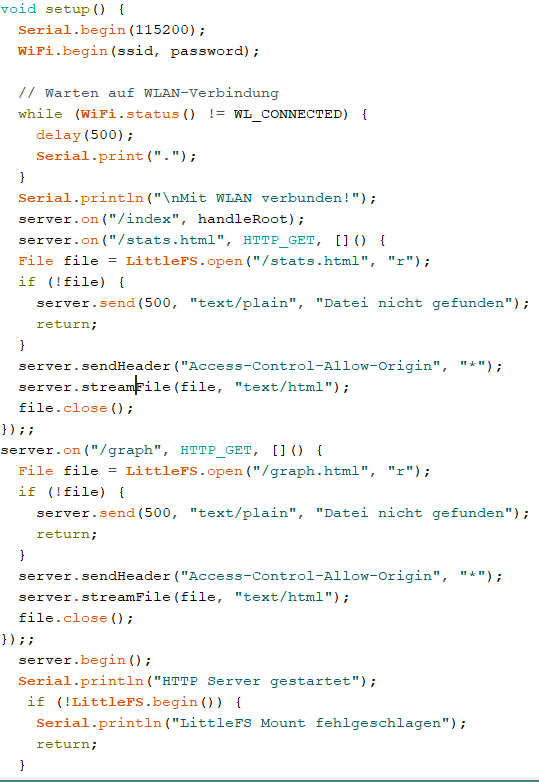 void setup() {
  Serial.begin(115200);
  WiFi.begin(ssid, password);

  // Warten auf WLAN-Verbindung
  while (WiFi.status() != WL_CONNECTED) {
    delay(500);
    Serial.print(".");
  }
  Serial.println("\nMit WLAN verbunden!");
  server.on("/index", handleRoot);
  server.on("/stats.html", HTTP_GET, []() {
  File file = LittleFS.open("/stats.html", "r");
  if (!file) {
    server.send(500, "text/plain", "Datei nicht gefunden");
    return;
  }
  server.sendHeader("Access-Control-Allow-Origin", "*");
  server.streamFile(file, "text/html");
  file.close();
});;
server.on("/graph", HTTP_GET, []() {
  File file = LittleFS.open("/graph.html", "r");
  if (!file) {
    server.send(500, "text/plain", "Datei nicht gefunden");
    return;
  }
  server.sendHeader("Access-Control-Allow-Origin", "*");
  server.streamFile(file, "text/html");
  file.close();
});;
  server.begin();
  Serial.println("HTTP Server gestartet");
   if (!LittleFS.begin()) {
    Serial.println("LittleFS Mount fehlgeschlagen");
    return;
  }